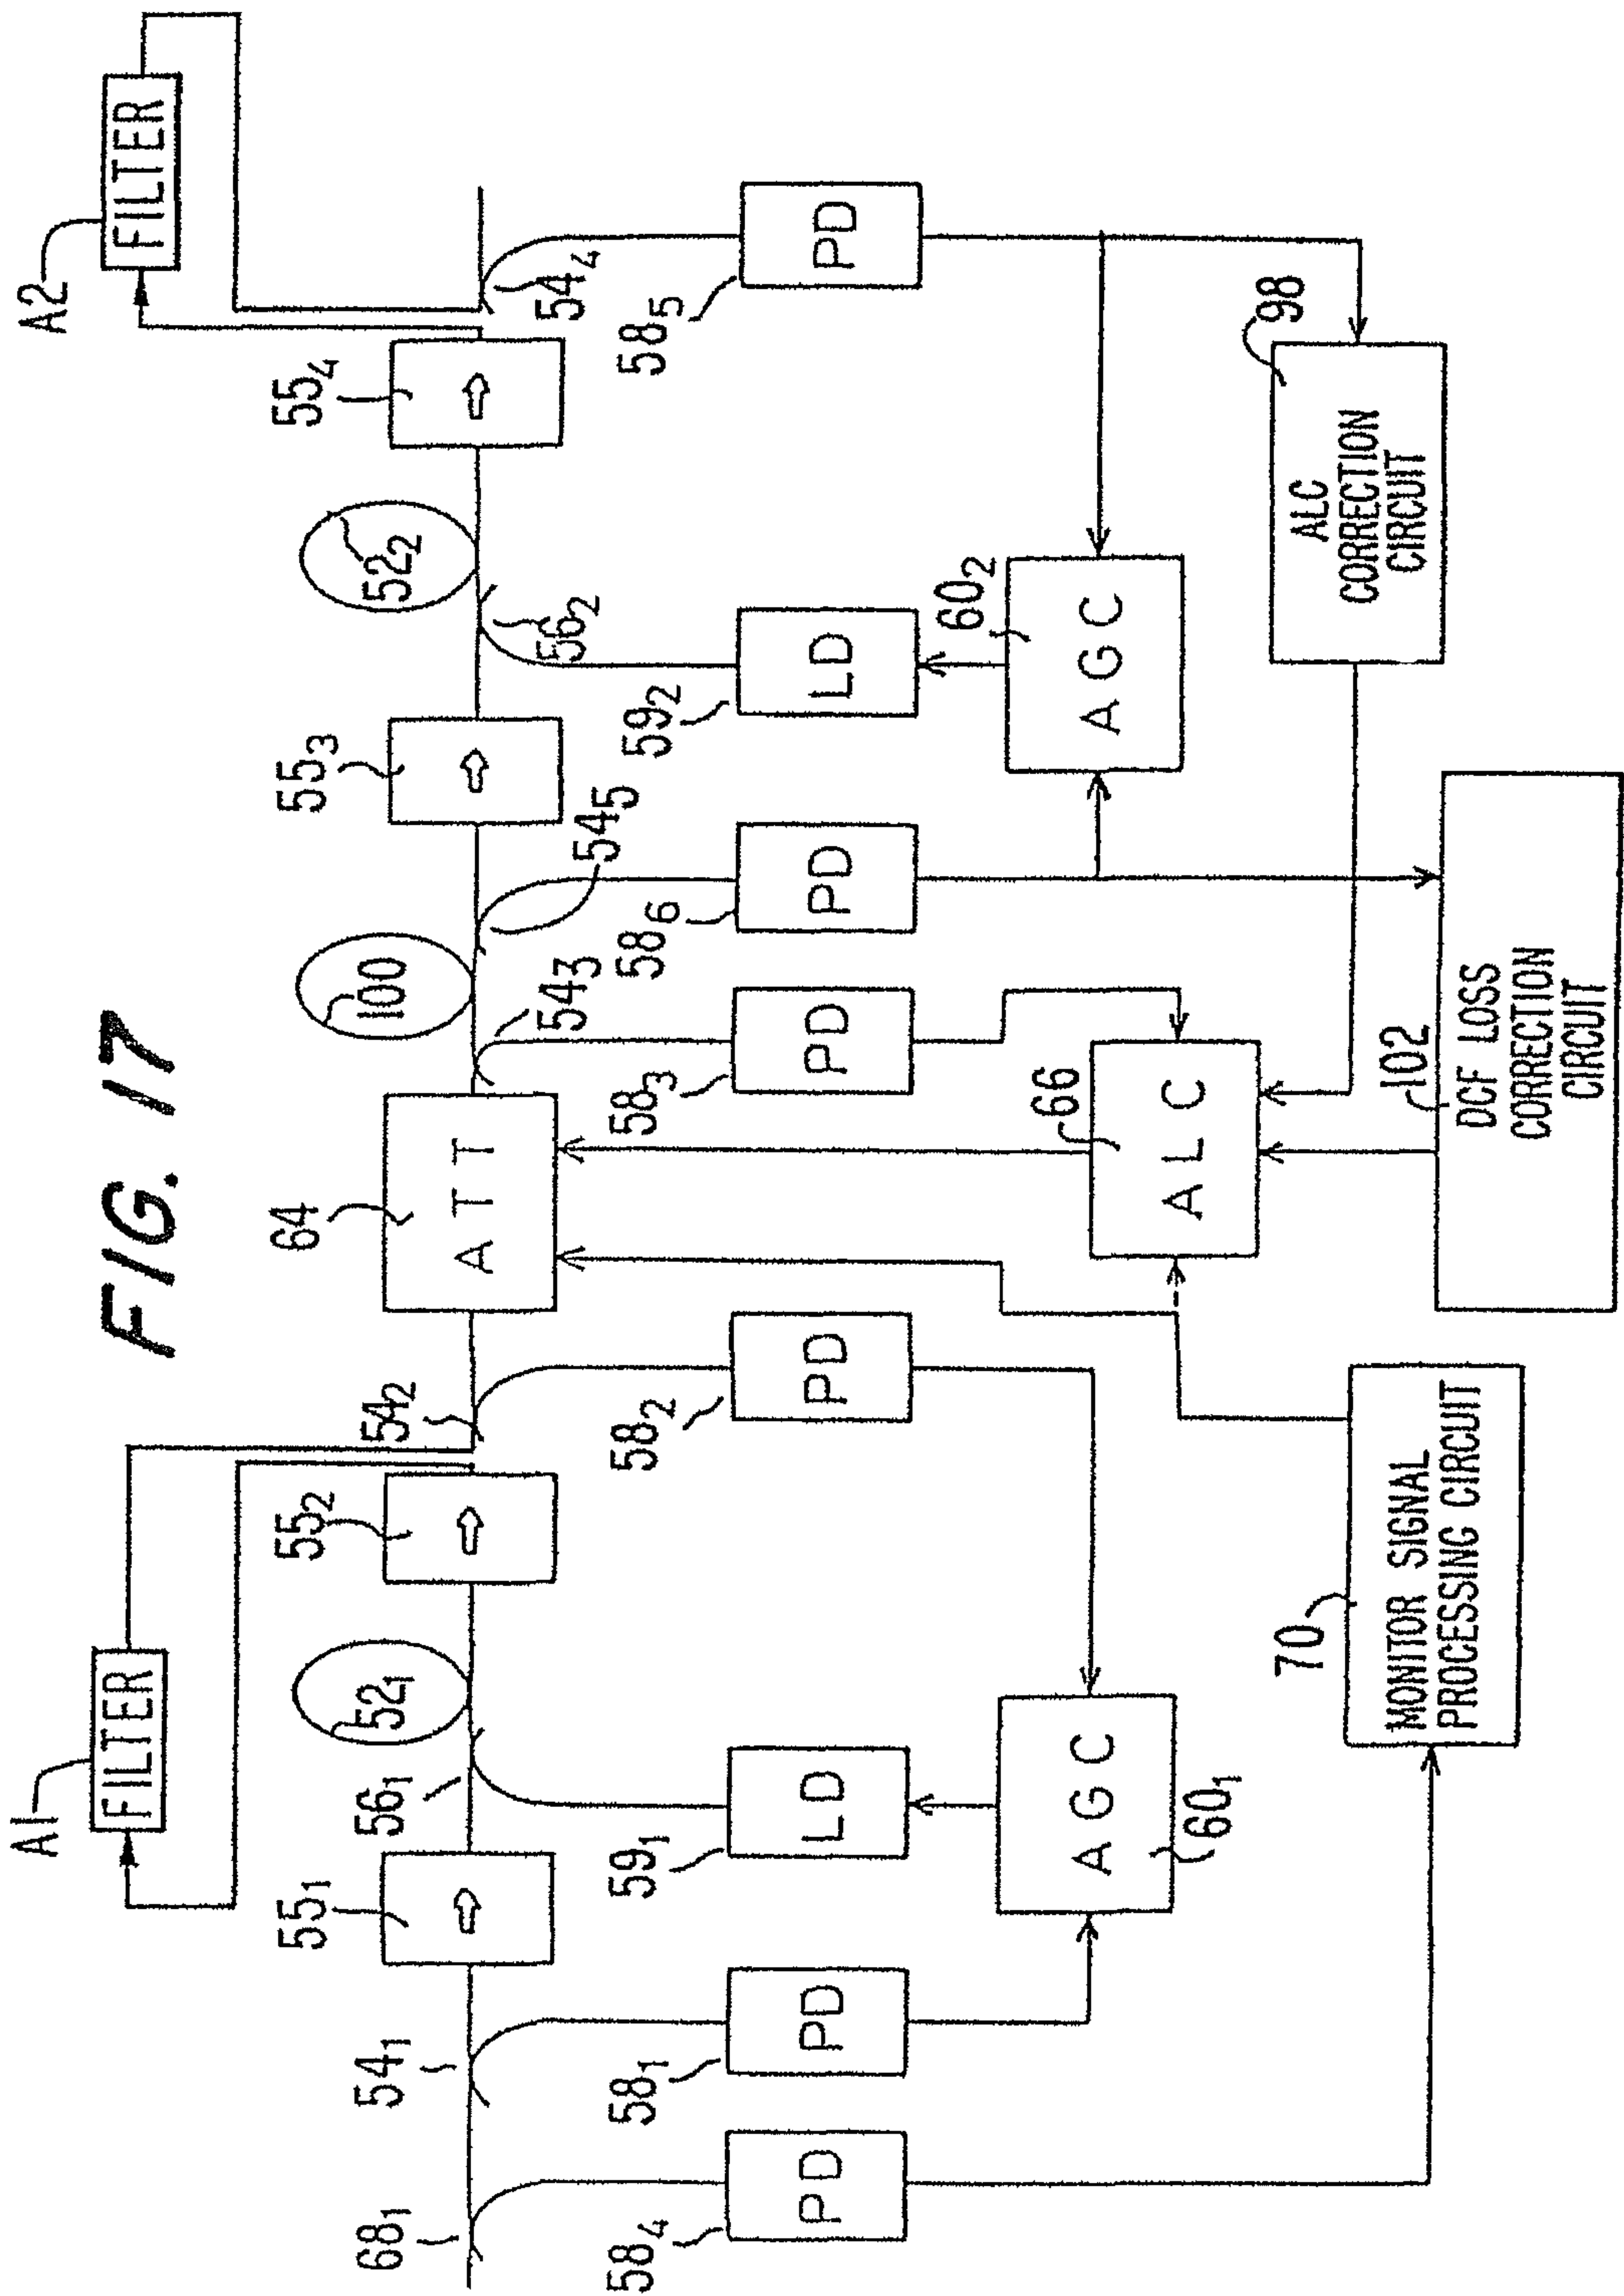 FIG. 17
A1
FILTER
A2
FILTER
68₁
54₁
55₁
56₁
52₁
55₂
54₂
64
ATT
54₃
100
54₅
55₃
56₂
52₂
55₄
54₄
58₄
PD
58₁
PD
59₁
LD
58₂
PD
58₃
PD
58₆
PD
59₂
LD
58₅
PD
AGC
60₁
66
ALC
60₂
AGC
70
MONITOR SIGNAL
PROCESSING CIRCUIT
102
DCF LOSS
CORRECTION
CIRCUIT
98
ALC
CORRECTION
CIRCUIT